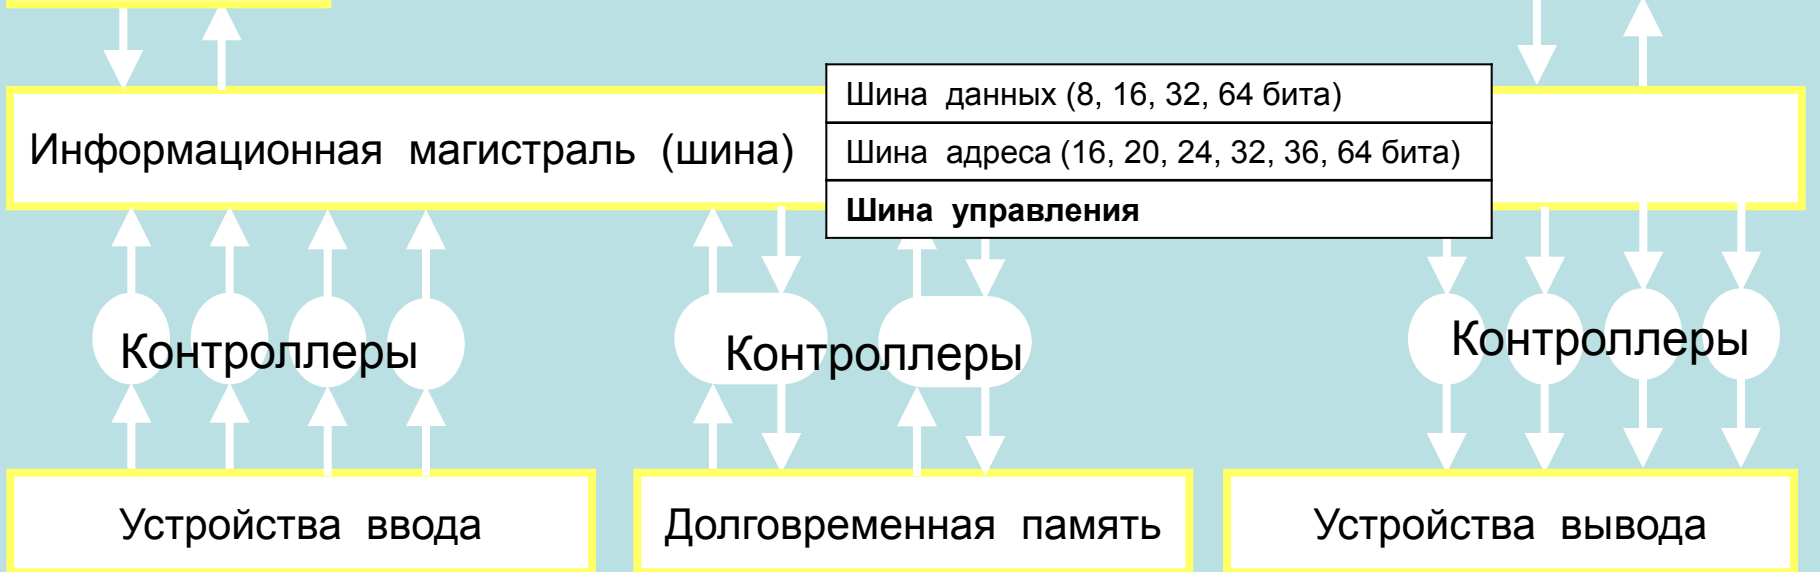 Шина данных (8, 16, 32, 64 бита)
Информационная магистраль (шина)
Шина адреса (16, 20, 24, 32, 36, 64 бита)
Шина управления
Контроллеры
Контроллеры
Контроллеры
Устройства ввода
Долговременная память
Устройства вывода